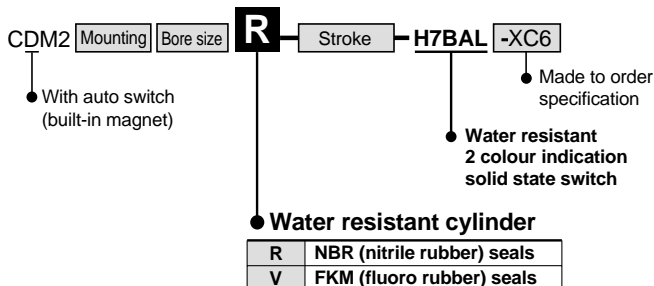 CDM2 Mounting Bore size R Stroke H7BAL -XC6
With auto switch
(built-in magnet)
Made to order
specification
Water resistant
2 colour indication
solid state switch
Water resistant cylinder
R NBR (nitrile rubber) seals
V FKM (fluoro rubber) seals